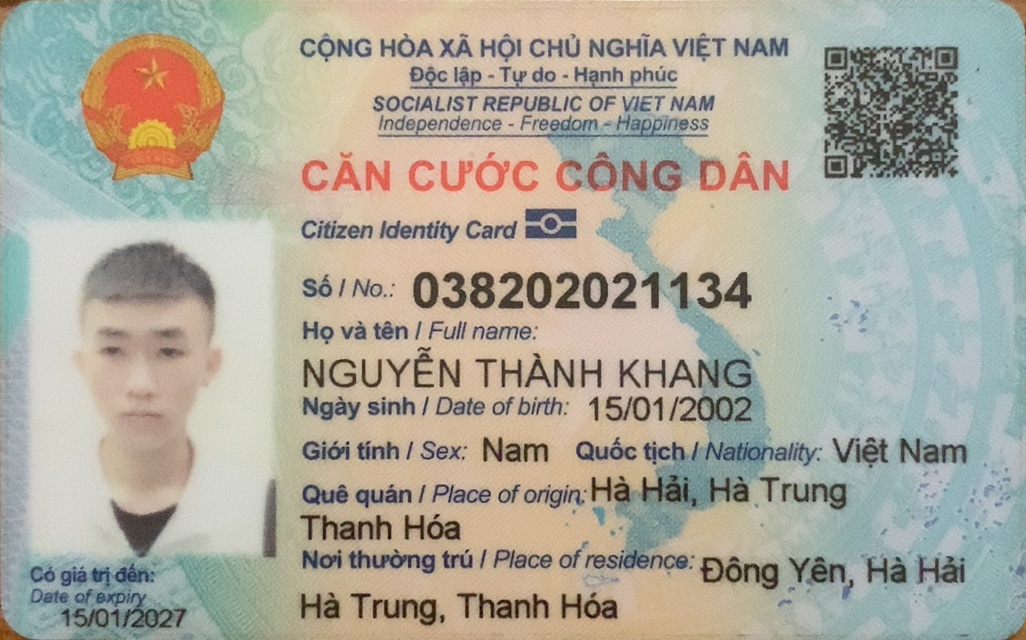 CỘNG HÒA XÃ HỘI CHỦ NGHĨA VIỆT NAM
Độc lập - Tự do - Hạnh phúc
SOCIALIST REPUBLIC OF VIET NAM
Independence - Freedom - Happiness
CĂN CƯỚC CÔNG DÂN
Citizen Identity Card
Số / No.: 038202021134
Họ và tên / Full name:
NGUYỄN THÀNH KHANG
Ngày sinh / Date of birth: 15/01/2002
Giới tính / Sex: Nam Quốc tịch / Nationality: Việt Nam
Quê quán / Place of origin: Hà Hải, Hà Trung
Thanh Hóa
Nơi thường trú / Place of residence: Đông Yên, Hà Hải
Hà Trung, Thanh Hóa
Có giá trị đến:
Date of expiry
15/01/2027